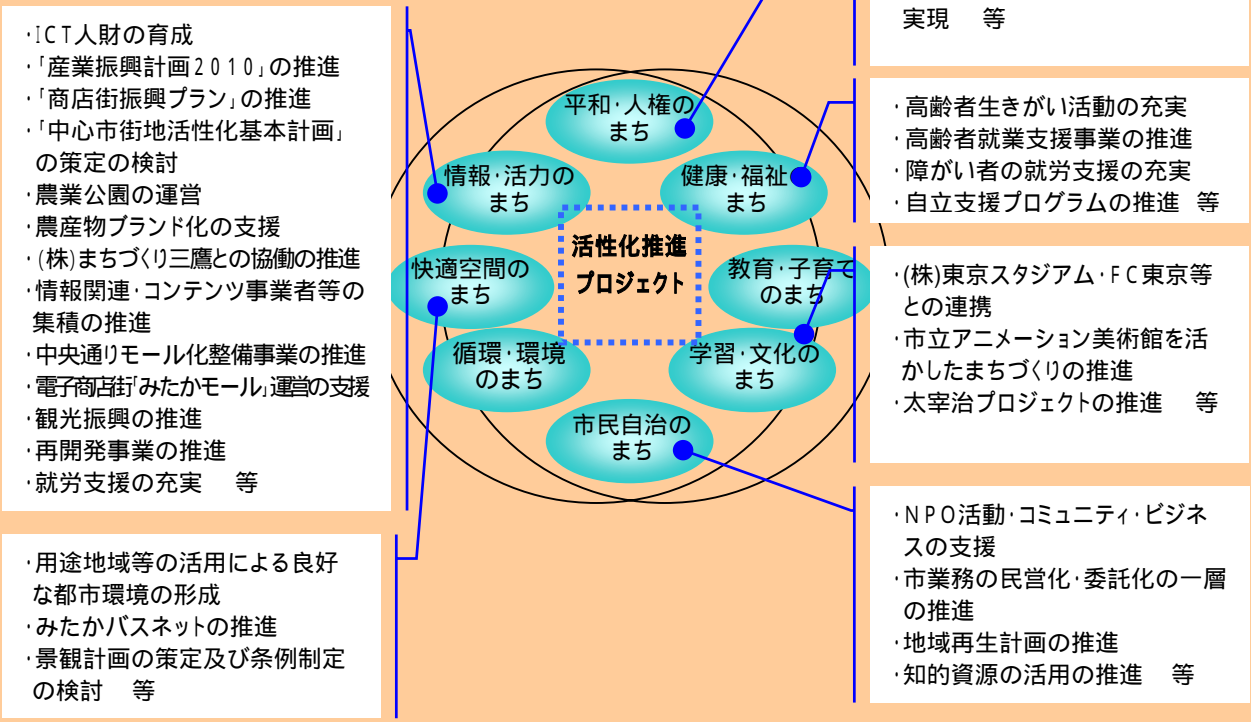 ·ICT人財の育成
·「産業振興計画2010」の推進
·「商店街振興プラン」の推進
·「中心市街地活性化基本計画」
の策定の検討
·農業公園の運営
·農産物ブランド化の支援
·(株)まちづくり三鷹との協働の推進
·情報関連·コンテンツ事業者等の
集積の推進
·中央通りモール化整備事業の推進
·電子商店街「みたかモール」運営の支援
·観光振興の推進
·再開発事業の推進
·就労支援の充実　等
·用途地域等の活用による良好
な都市環境の形成
·みたかバスネットの推進
·景観計画の策定及び条例制定
の検討　等
平和·人権の
まち
情報·活力の
まち
健康·福祉
まち
活性化推進
プロジェクト
快適空間の
まち
教育·子育て
のまち
循環·環境
のまち
学習·文化の
まち
市民自治の
まち
実現　等
·高齢者生きがい活動の充実
·高齢者就業支援事業の推進
·障がい者の就労支援の充実
·自立支援プログラムの推進　等
·(株)東京スタジアム·FC東京等
との連携
·市立アニメーション美術館を活
かしたまちづくりの推進
·太宰治プロジェクトの推進　等
·NPO活動·コミュニティ·ビジネ
スの支援
·市業務の民営化·委託化の一層
の推進
·地域再生計画の推進
·知的資源の活用の推進　等